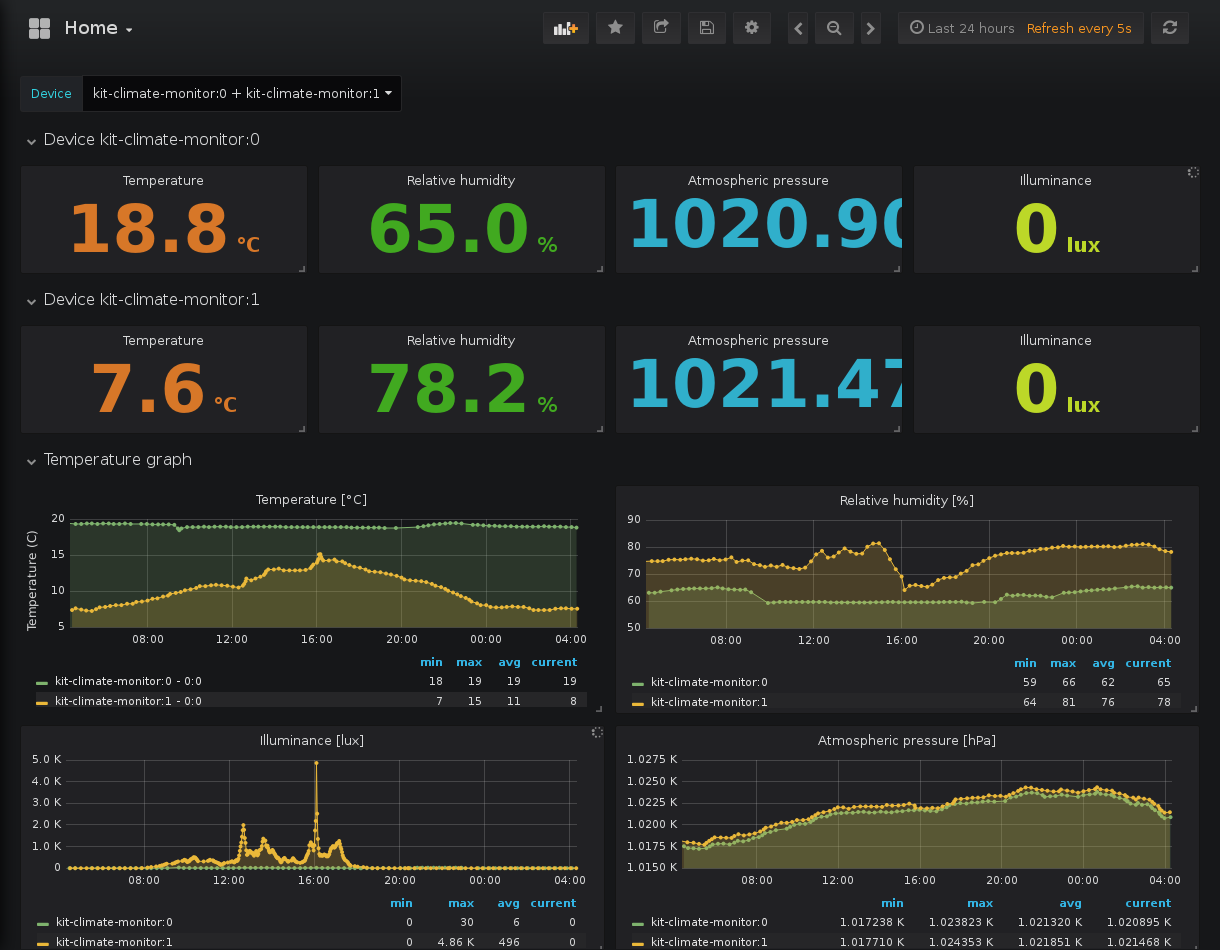 Home
Last 24 hours Refresh every 5s
Device kit-climate-monitor:0 + kit-climate-monitor:1
Device kit-climate-monitor:0
Temperature Relative humidity Atmospheric pressure Illuminance
18.8 °C 65.0 % 1020.90 0 lux
Device kit-climate-monitor:1
Temperature Relative humidity Atmospheric pressure Illuminance
7.6 °C 78.2 % 1021.47 0 lux
Temperature graph
Temperature [°C]
Temperature (C)
20
15
10
5
08:00 12:00 16:00 20:00 00:00 04:00
min max avg current
kit-climate-monitor:0 - 0:0 18 19 19 19
kit-climate-monitor:1 - 0:0 7 15 11 8
Relative humidity [%]
90
80
70
60
50
08:00 12:00 16:00 20:00 00:00 04:00
min max avg current
kit-climate-monitor:0 59 66 62 65
kit-climate-monitor:1 64 81 76 78
Illuminance [lux]
5.0 K
4.0 K
3.0 K
2.0 K
1.0 K
0
08:00 12:00 16:00 20:00 00:00 04:00
min max avg current
kit-climate-monitor:0 0 30 6 0
kit-climate-monitor:1 0 4.86 K 496 0
Atmospheric pressure [hPa]
1.0275 K
1.0250 K
1.0225 K
1.0200 K
1.0175 K
1.0150 K
08:00 12:00 16:00 20:00 00:00 04:00
min max avg current
kit-climate-monitor:0 1.017238 K 1.023823 K 1.021320 K 1.020895 K
kit-climate-monitor:1 1.017710 K 1.024353 K 1.021851 K 1.021468 K